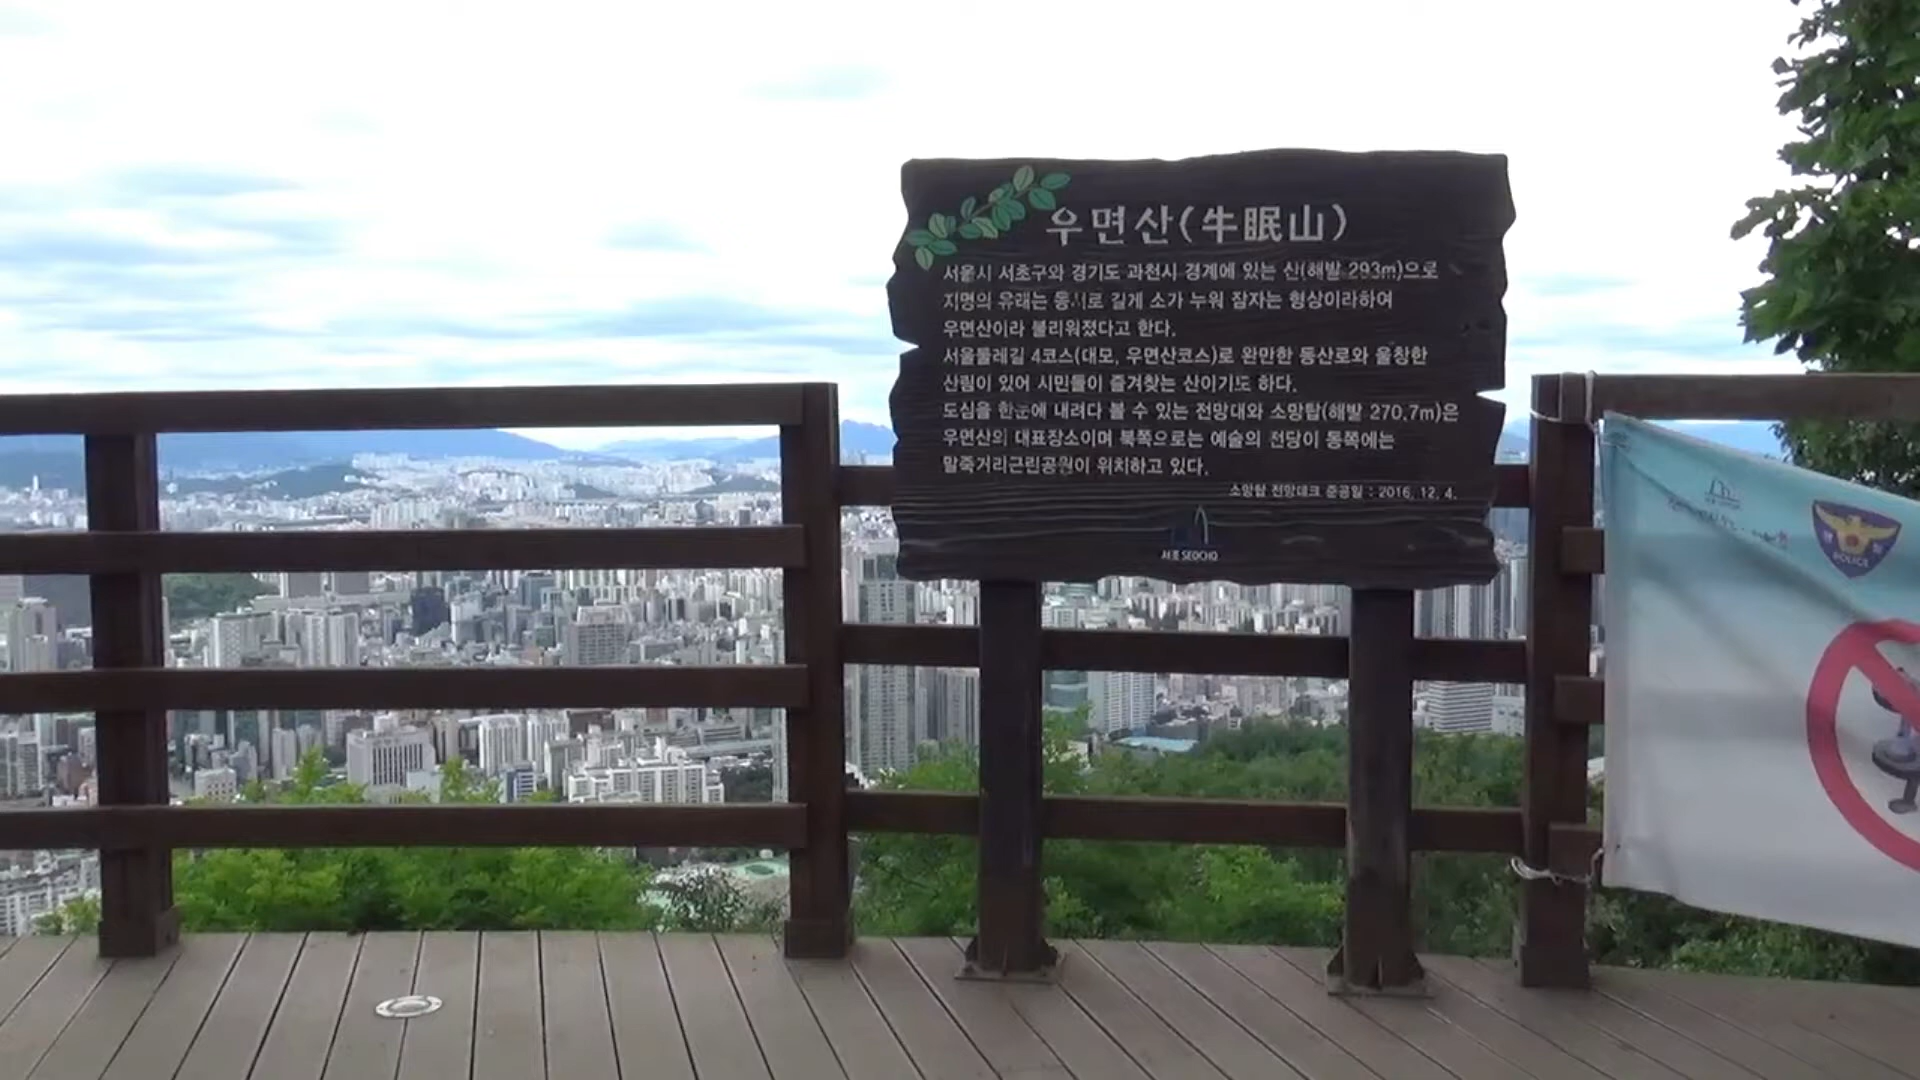 우면산(牛眠山)
서울시 서초구와 경기도 과천시 경계에 있는 산(해발 293m)으로
지명의 유래는 동서로 길게 소가 누워 잠자는 형상이라하여
우면산이라 불리워졌다고 한다.
서울둘레길 4코스(대모, 우면산코스)로 완만한 등산로와 울창한
산림이 있어 시민들이 즐겨찾는 산이기도 하다.
도심을 한눈에 내려다 볼 수 있는 전망대와 소망탑(해발 270.7m)은
우면산의 대표장소이며 북쪽으로는 예술의 전당이 동쪽에는
말죽거리근린공원이 위치하고 있다.
소망탑 전망데크 준공일 : 2016. 12. 4.
서초 SEOCHO
POLICE